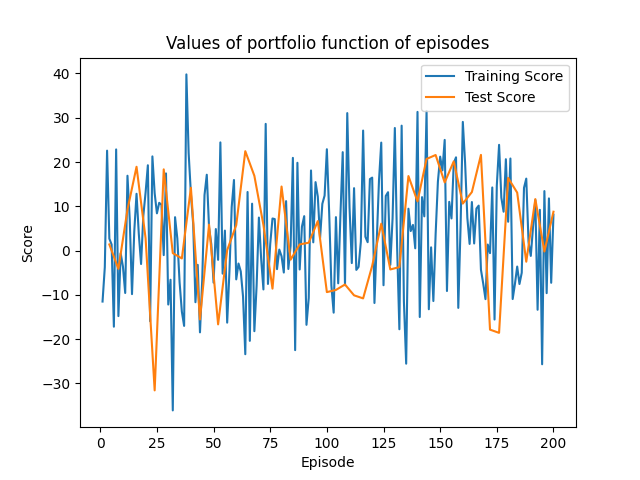 Values of portfolio function of episodes
Training Score
Test Score
40
30
20
10
0
−10
−20
−30
Score
0 25 50 75 100 125 150 175 200
Episode